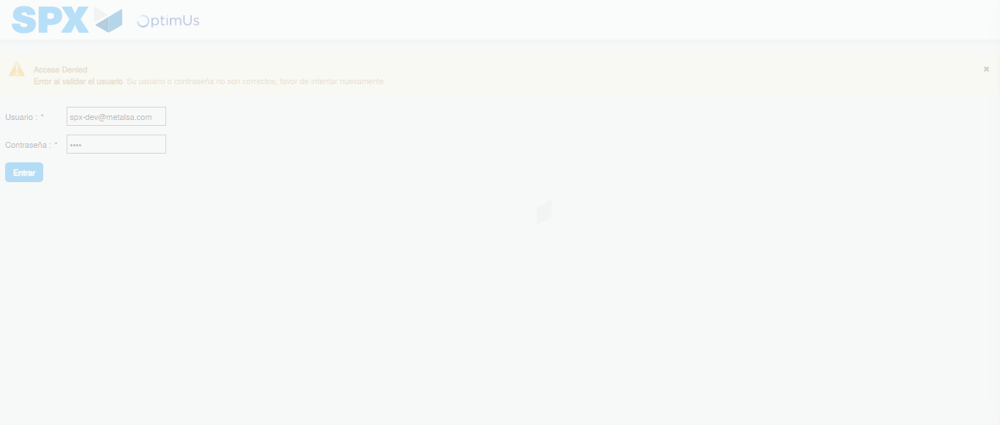 SPX OptimUs
Access Denied
Error al validar el usuario Su usuario o contraseña no son correctos, favor de intentar nuevamente
Usuario : * spx-dev@metalsa.com
Contraseña : * ••••
Entrar